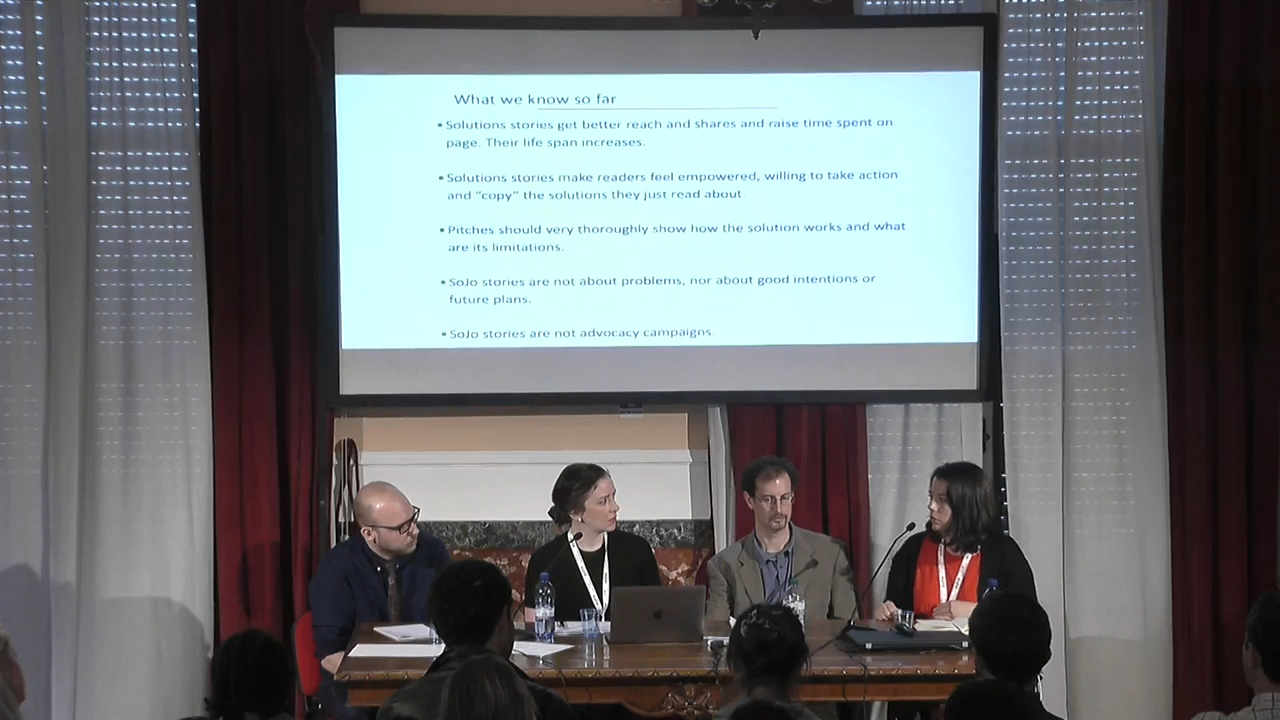 What we know so far
• Solutions stories get better reach and shares and raise time spent on
page. Their life span increases.
• Solutions stories make readers feel empowered, willing to take action
and “copy” the solutions they just read about.
• Pitches should very thoroughly show how the solution works and what
are its limitations.
• SoJo stories are not about problems, nor about good intentions or
future plans.
• SoJo stories are not advocacy campaigns.